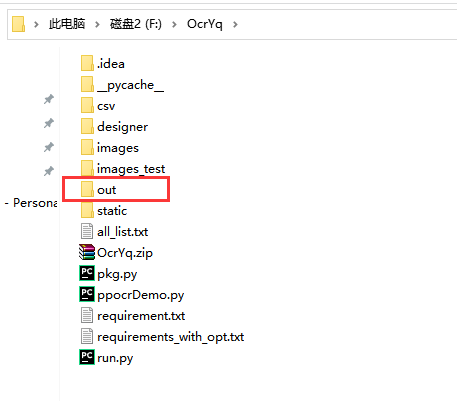 此电脑 > 磁盘2 (F:) > OcrYq >
.idea
__pycache__
csv
designer
images
images_test
out
- Persona
static
all_list.txt
OcrYq.zip
pkg.py
ppocrDemo.py
requirement.txt
requirements_with_opt.txt
run.py